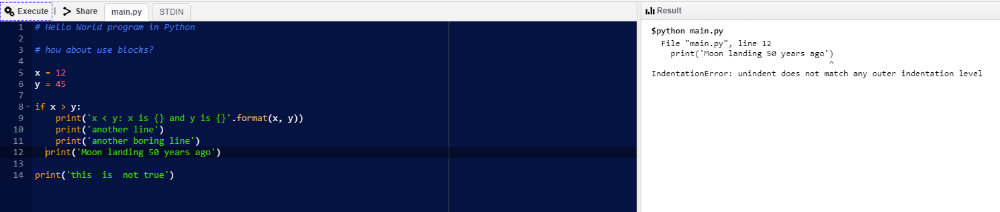 Execute | Share main.py STDIN
1 # Hello World program in Python
2
3 # how about use blocks?
4
5 x = 12
6 y = 45
7
8 if x > y:
9     print('x < y: x is {} and y is {}'.format(x, y))
10     print('another line')
11     print('another boring line')
12   print('Moon landing 50 years ago')
13
14 print('this  is  not true')
Result
$python main.py
  File "main.py", line 12
    print('Moon landing 50 years ago')
                                    ^
IndentationError: unindent does not match any outer indentation level